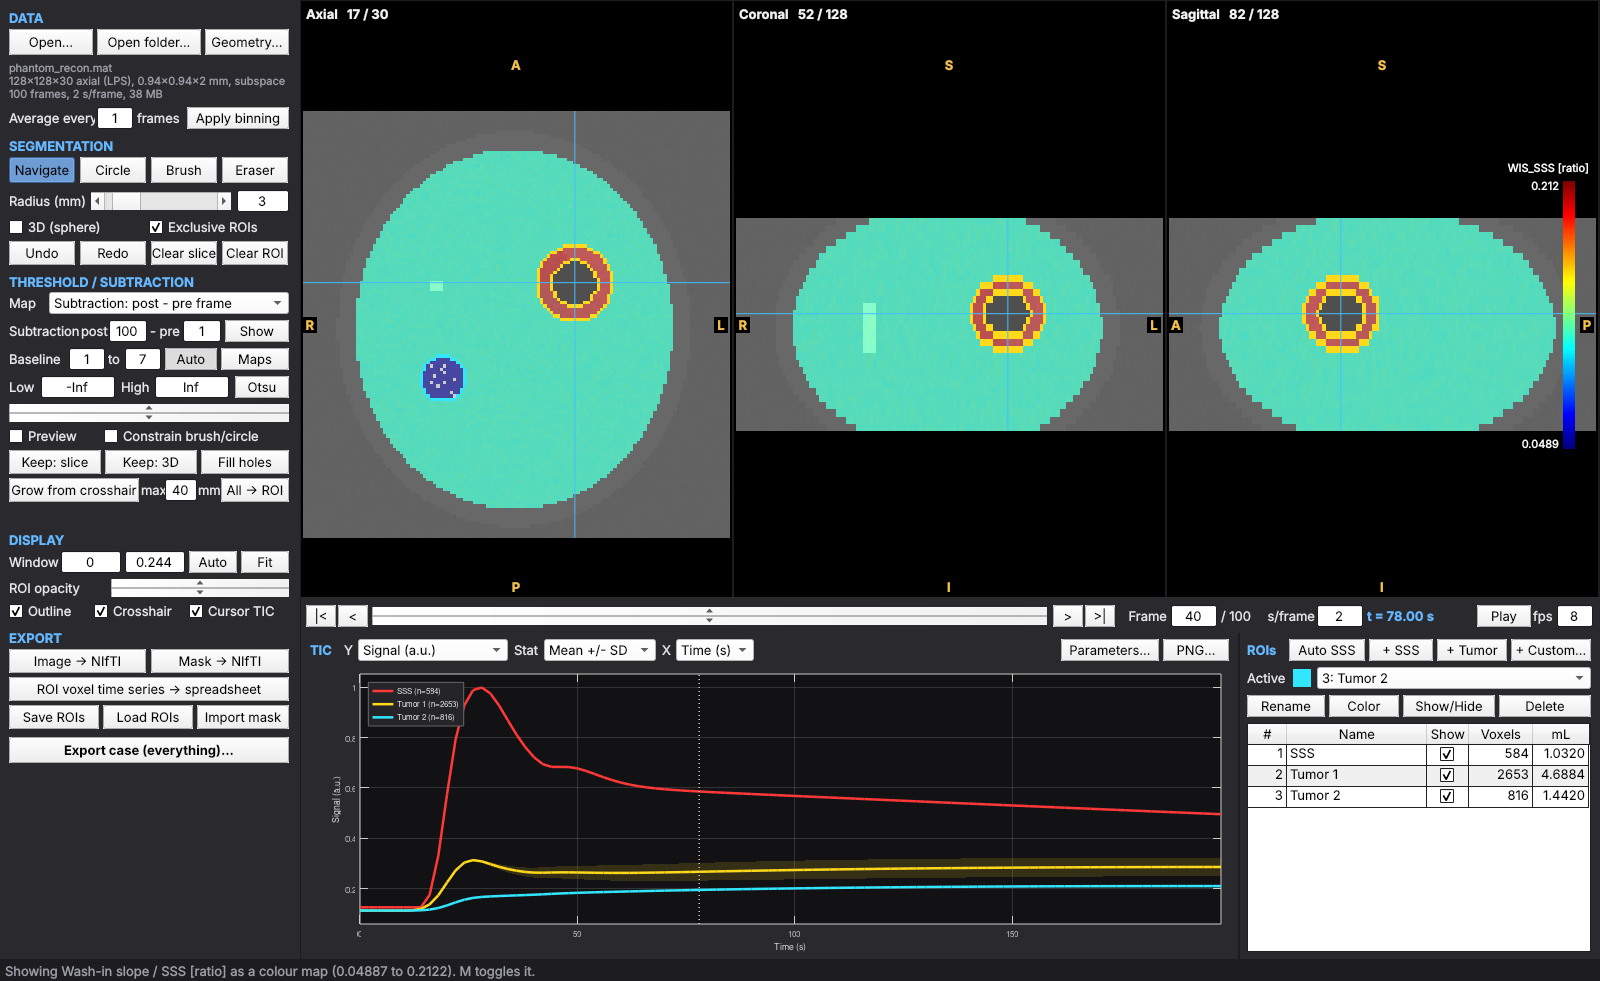 DATA
Open...
Open folder...
Geometry...
phantom_recon.mat
128×128×30 axial (LPS), 0.94×0.94×2 mm, subspace
100 frames, 2 s/frame, 38 MB
Average every 1 frames Apply binning
SEGMENTATION
Navigate Circle Brush Eraser
Radius (mm) 3
3D (sphere) Exclusive ROIs
Undo Redo Clear slice Clear ROI
THRESHOLD / SUBTRACTION
Map Subtraction: post - pre frame
Subtraction post 100 - pre 1 Show
Baseline 1 to 7 Auto Maps
Low -Inf High Inf Otsu
Preview Constrain brush/circle
Keep: slice Keep: 3D Fill holes
Grow from crosshair max 40 mm All → ROI
DISPLAY
Window 0 0.244 Auto Fit
ROI opacity
Outline Crosshair Cursor TIC
EXPORT
Image → NIfTI Mask → NIfTI
ROI voxel time series → spreadsheet
Save ROIs Load ROIs Import mask
Export case (everything)...
Axial 17 / 30
A
R
L
P
Coronal 52 / 128
S
R
L
I
Sagittal 82 / 128
S
A
P
I
WIS_SSS [ratio]
0.212
0.0489
|< < > >| Frame 40 / 100 s/frame 2 t = 78.00 s Play fps 8
TIC Y Signal (a.u.) Stat Mean +/- SD X Time (s) Parameters... PNG...
SSS (n=584)
Tumor 1 (n=2653)
Tumor 2 (n=816)
1
0.8
0.6
0.4
0.2
Signal (a.u.)
50
100
150
Time (s)
ROIs Auto SSS + SSS + Tumor + Custom...
Active 3: Tumor 2
Rename Color Show/Hide Delete
# Name Show Voxels mL
1 SSS 584 1.0320
2 Tumor 1 2653 4.6884
3 Tumor 2 816 1.4420
Showing Wash-in slope / SSS [ratio] as a colour map (0.04887 to 0.2122). M toggles it.